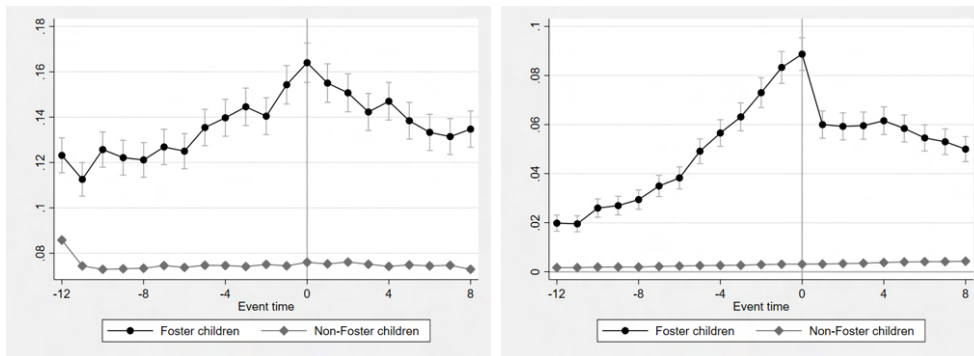 .18
.16
.14
.12
.1
.08
-12 -8 -4 0 4 8
Event time
Foster children Non-Foster children
.1
.08
.06
.04
.02
0
-12 -8 -4 0 4 8
Event time
Foster children Non-Foster children